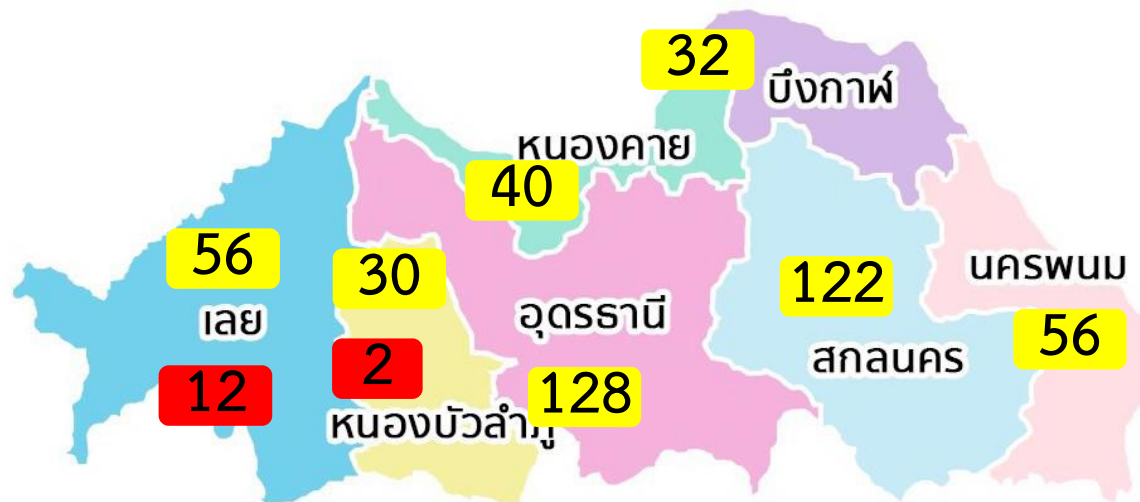 32
บึงกาฬ
หนองคาย
40
56
30
นครพนม
122
อุดรธานี
เลย
56
สกลนคร
2
12
128
หนองบัวลำภู